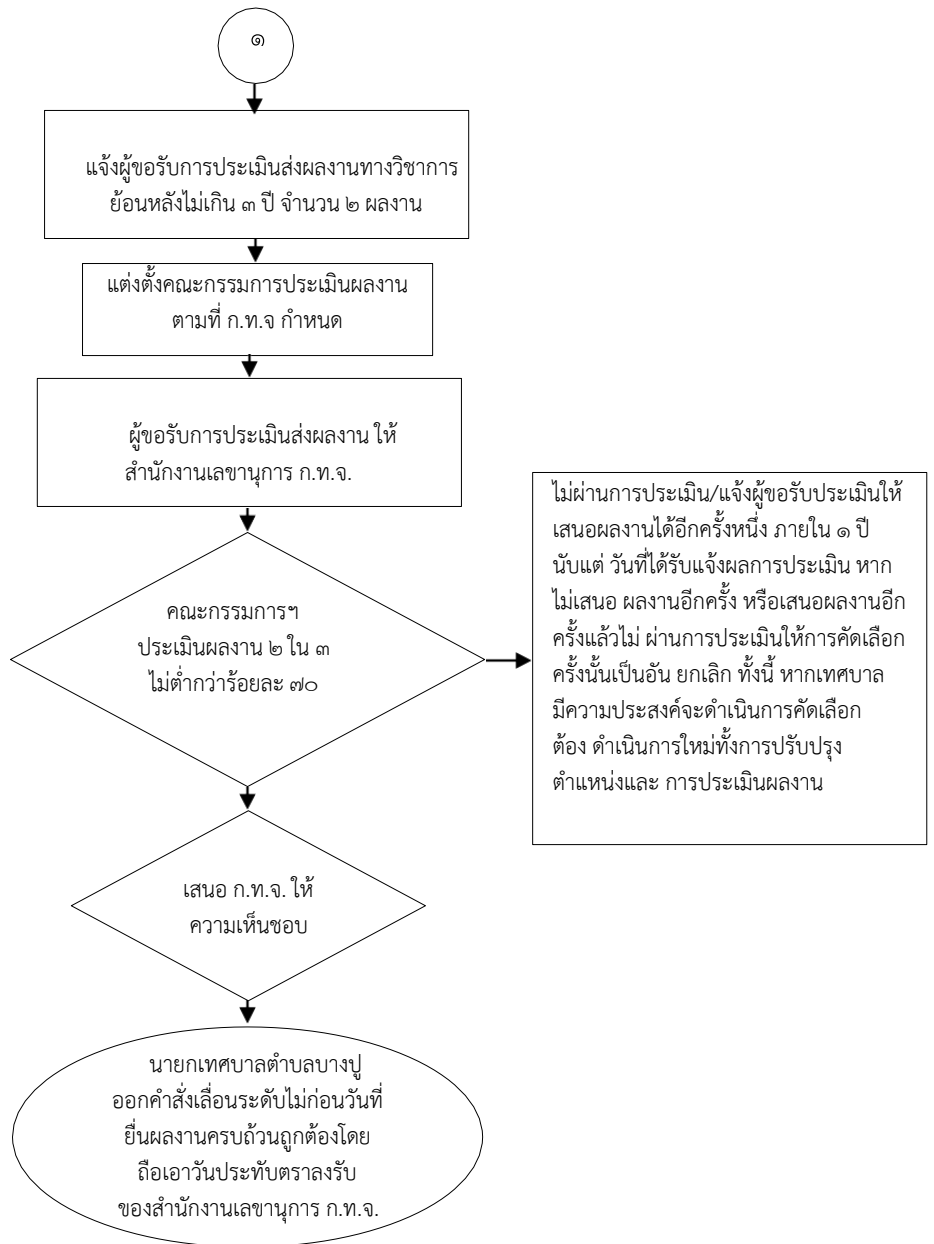 ๑
แจ้งผู้ขอรับการประเมินส่งผลงานทางวิชาการ
ย้อนหลังไม่เกิน ๓ ปี จำนวน ๒ ผลงาน
แต่งตั้งคณะกรรมการประเมินผลงาน
ตามที่ ก.ท.จ กำหนด
ผู้ขอรับการประเมินส่งผลงาน ให้
สำนักงานเลขานุการ ก.ท.จ.
คณะกรรมการฯ
ประเมินผลงาน ๒ ใน ๓
ไม่ต่ำกว่าร้อยละ ๗๐
ไม่ผ่านการประเมิน/แจ้งผู้ขอรับประเมินให้
เสนอผลงานได้อีกครั้งหนึ่ง ภายใน ๑ ปี
นับแต่ วันที่ได้รับแจ้งผลการประเมิน หาก
ไม่เสนอ ผลงานอีกครั้ง หรือเสนอผลงานอีก
ครั้งแล้วไม่ ผ่านการประเมินให้การคัดเลือก
ครั้งนั้นเป็นอัน ยกเลิก ทั้งนี้ หากเทศบาล
มีความประสงค์จะดำเนินการคัดเลือก
ต้อง ดำเนินการใหม่ทั้งการปรับปรุง
ตำแหน่งและ การประเมินผลงาน
เสนอ ก.ท.จ. ให้
ความเห็นชอบ
นายกเทศบาลตำบลบางปู
ออกคำสั่งเลื่อนระดับไม่ก่อนวันที่
ยื่นผลงานครบถ้วนถูกต้องโดย
ถือเอาวันประทับตราลงรับ
ของสำนักงานเลขานุการ ก.ท.จ.